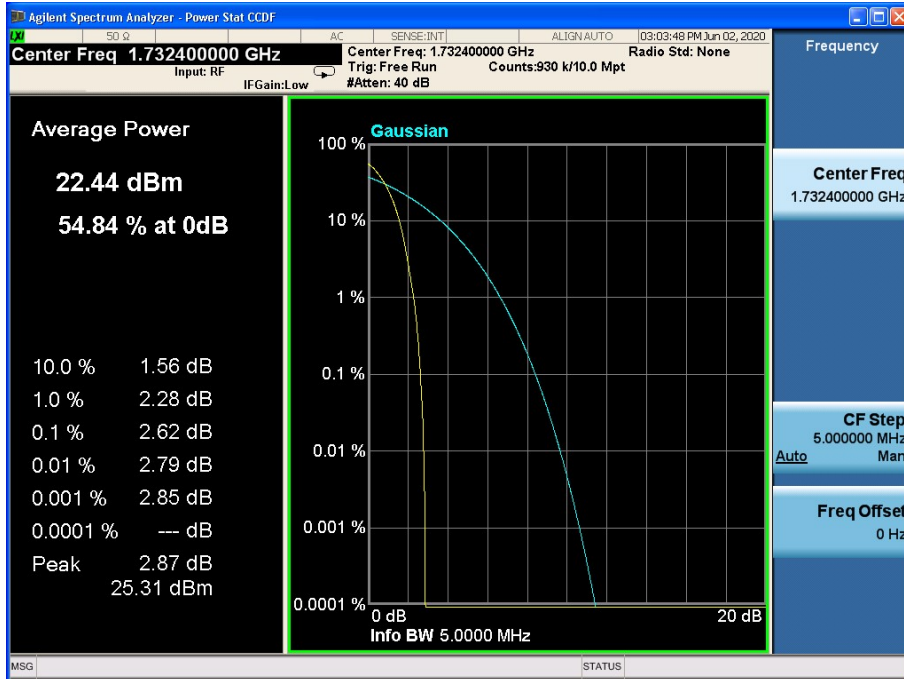 Agilent Spectrum Analyzer - Power Stat CCDF
LXI 50 Ω AC SENSE:INT ALIGN AUTO 03:03:48 PM Jun 02, 2020
Center Freq 1.732400000 GHz
Input: RF
IFGain:Low
Center Freq: 1.732400000 GHz Radio Std: None
Trig: Free Run Counts:930 k/10.0 Mpt
#Atten: 40 dB
Average Power
22.44 dBm
54.84 % at 0dB
10.0 % 1.56 dB
1.0 % 2.28 dB
0.1 % 2.62 dB
0.01 % 2.79 dB
0.001 % 2.85 dB
0.0001 % --- dB
Peak 2.87 dB
25.31 dBm
Gaussian
100 %
10 %
1 %
0.1 %
0.01 %
0.001 %
0.0001 %
0 dB 20 dB
Info BW 5.0000 MHz
Frequency
Center Freq
1.732400000 GHz
CF Step
5.000000 MHz
Auto Man
Freq Offset
0 Hz
MSG STATUS